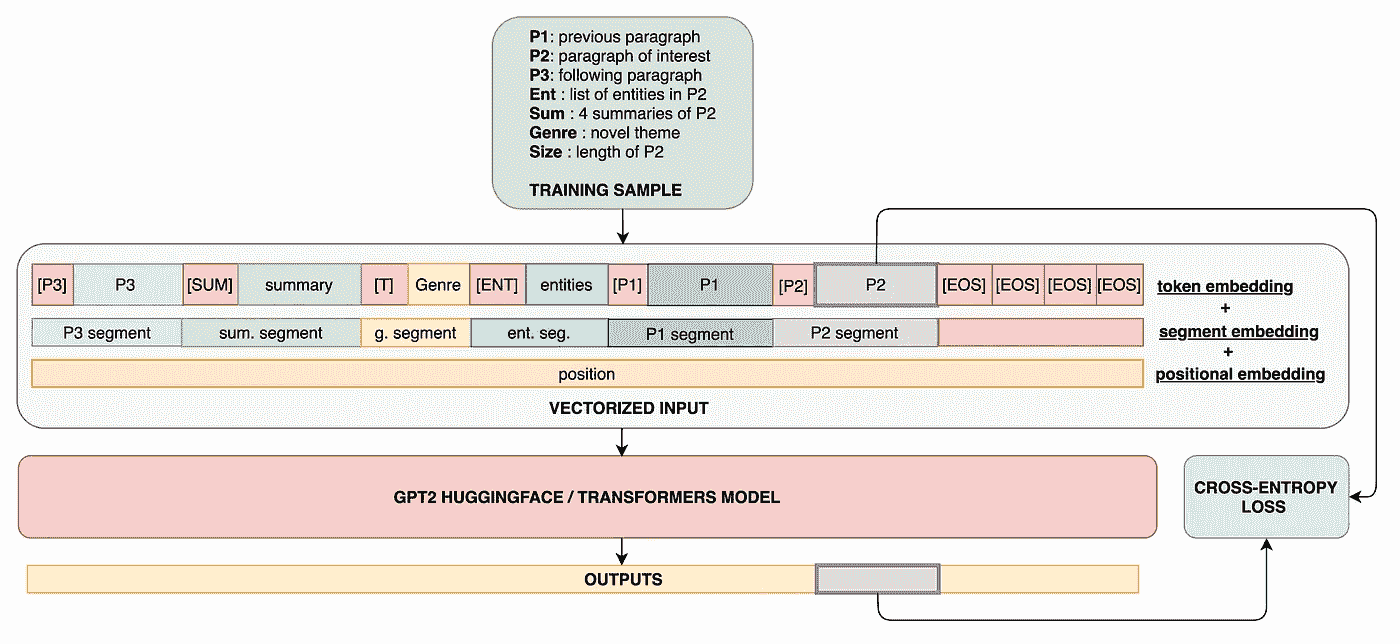 P1: previous paragraph
P2: paragraph of interest
P3: following paragraph
Ent : list of entities in P2
Sum : 4 summaries of P2
Genre : novel theme
Size : length of P2
TRAINING SAMPLE
[P3] P3 [SUM] summary [T] Genre [ENT] entities [P1] P1 [P2] P2 [EOS] [EOS] [EOS] [EOS] token embedding
+
P3 segment sum. segment g. segment ent. seg. P1 segment P2 segment segment embedding
+
position positional embedding
VECTORIZED INPUT
GPT2 HUGGINGFACE / TRANSFORMERS MODEL
CROSS-ENTROPY
LOSS
OUTPUTS